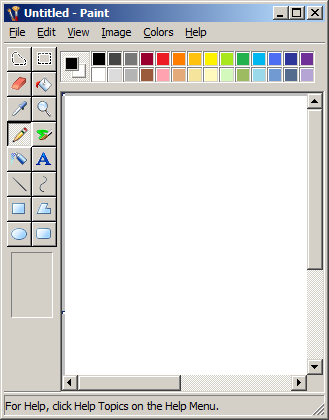 Untitled - Paint
File Edit View Image Colors Help
A
For Help, click Help Topics on the Help Menu.